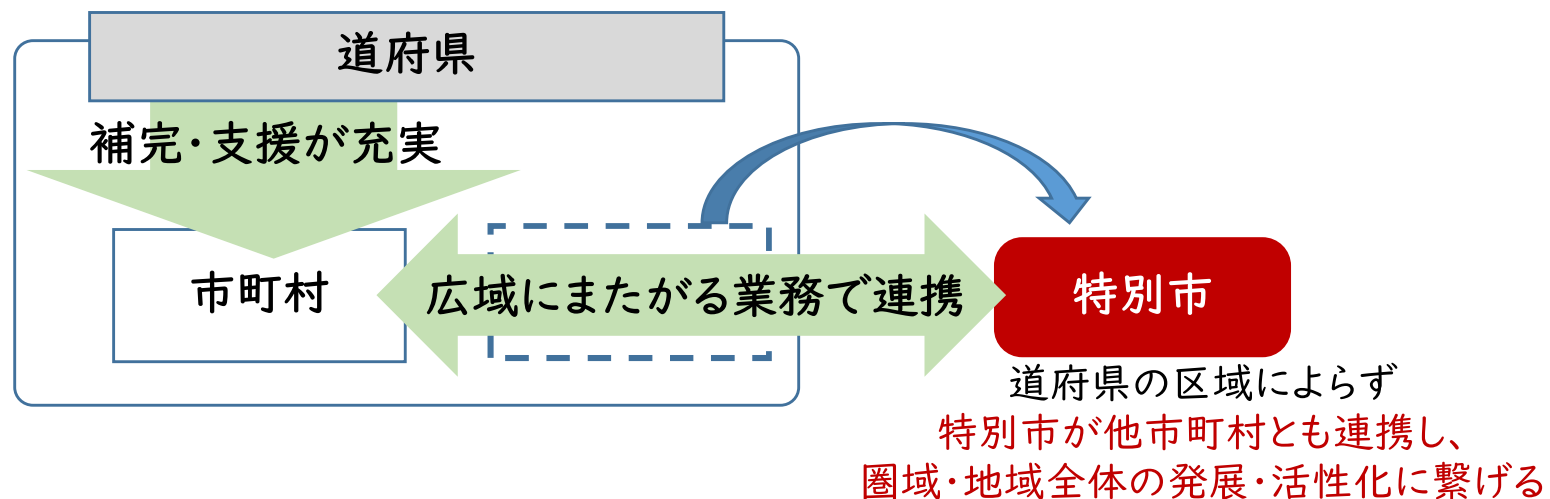 道府県
補完・支援が充実
市町村
広域にまたがる業務で連携
特別市
道府県の区域によらず
特別市が他市町村とも連携し、
圏域・地域全体の発展・活性化に繋げる